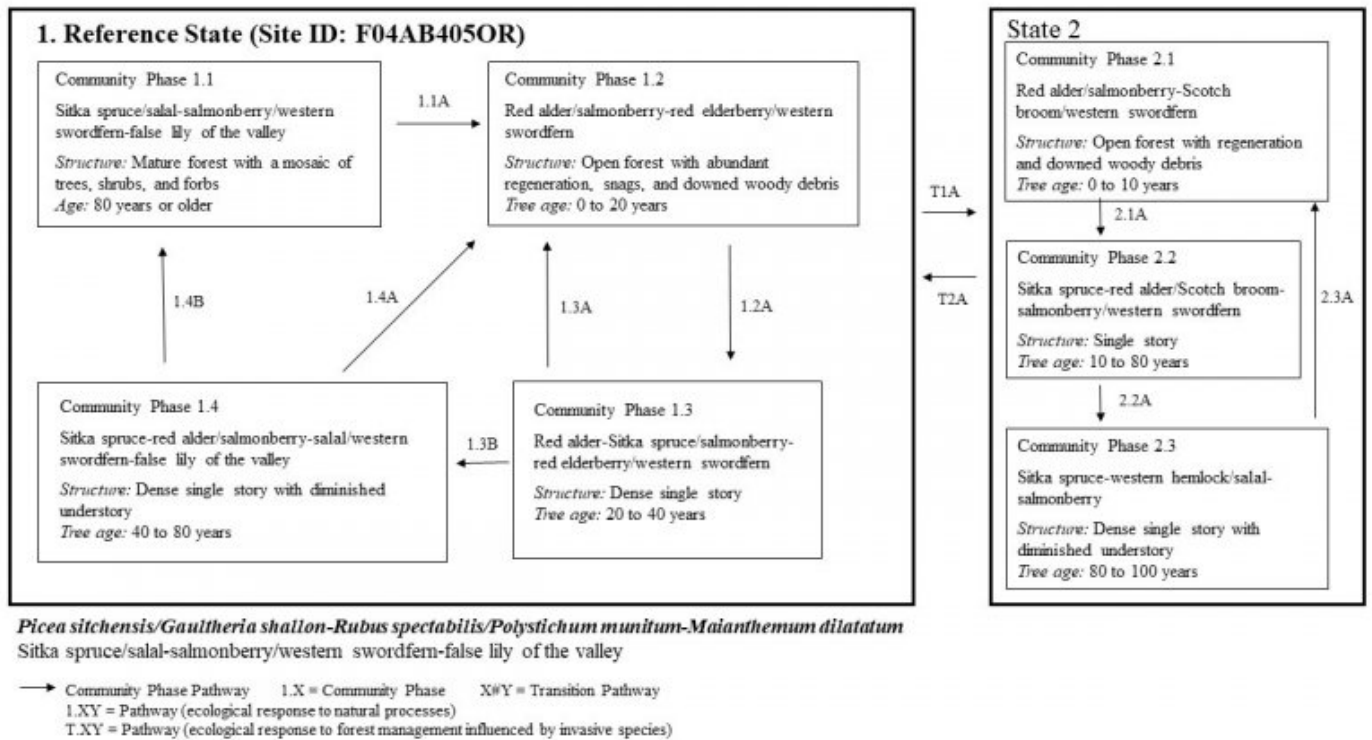 1. Reference State (Site ID: F04AB405OR)
Community Phase 1.1
Sitka spruce/salal-salmonberry/western
swordfern-false lily of the valley
Structure: Mature forest with a mosaic of
trees, shrubs, and forbs
Age: 80 years or older
1.1A
Community Phase 1.2
Red alder/salmonberry-red elderberry/western
swordfern
Structure: Open forest with abundant
regeneration, snags, and downed woody debris
Tree age: 0 to 20 years
1.4B
1.4A
1.3A
1.2A
Community Phase 1.4
Sitka spruce-red alder/salmonberry-salal/western
swordfern-false lily of the valley
Structure: Dense single story with diminished
understory
Tree age: 40 to 80 years
1.3B
Community Phase 1.3
Red alder-Sitka spruce/salmonberry-
red elderberry/western swordfern
Structure: Dense single story
Tree age: 20 to 40 years
T1A
T2A
State 2
Community Phase 2.1
Red alder/salmonberry-Scotch
broom/western swordfern
Structure: Open forest with regeneration
and downed woody debris
Tree age: 0 to 10 years
2.1A
Community Phase 2.2
Sitka spruce-red alder/Scotch broom-
salmonberry/western swordfern
Structure: Single story
Tree age: 10 to 80 years
2.3A
2.2A
Community Phase 2.3
Sitka spruce-western hemlock/salal-
salmonberry
Structure: Dense single story with
diminished understory
Tree age: 80 to 100 years
Picea sitchensis/Gaultheria shallon-Rubus spectabilis/Polystichum munitum-Maianthemum dilatatum
Sitka spruce/salal-salmonberry/western swordfern-false lily of the valley
Community Phase Pathway 1.X = Community Phase X#Y = Transition Pathway
1.XY = Pathway (ecological response to natural processes)
T.XY = Pathway (ecological response to forest management influenced by invasive species)